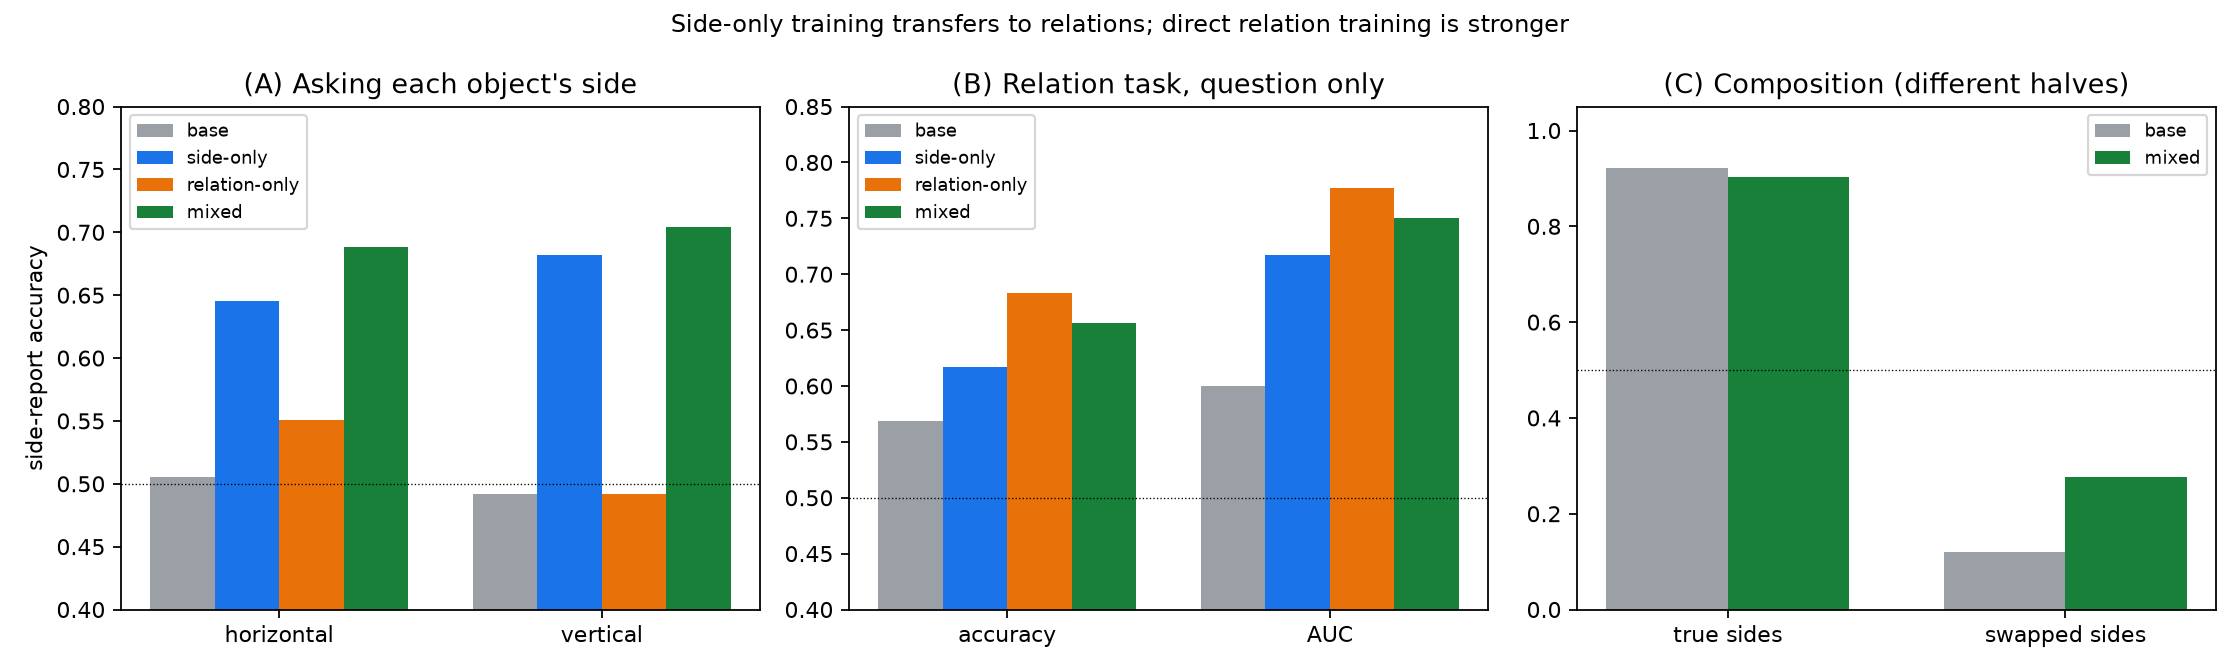 Side-only training transfers to relations; direct relation training is stronger
(A) Asking each object's side
side-report accuracy
0.80
0.75
0.70
0.65
0.60
0.55
0.50
0.45
0.40
base
side-only
relation-only
mixed
horizontal
vertical
(B) Relation task, question only
0.85
0.80
0.75
0.70
0.65
0.60
0.55
0.50
0.45
0.40
base
side-only
relation-only
mixed
accuracy
AUC
(C) Composition (different halves)
1.0
0.8
0.6
0.4
0.2
0.0
base
mixed
true sides
swapped sides